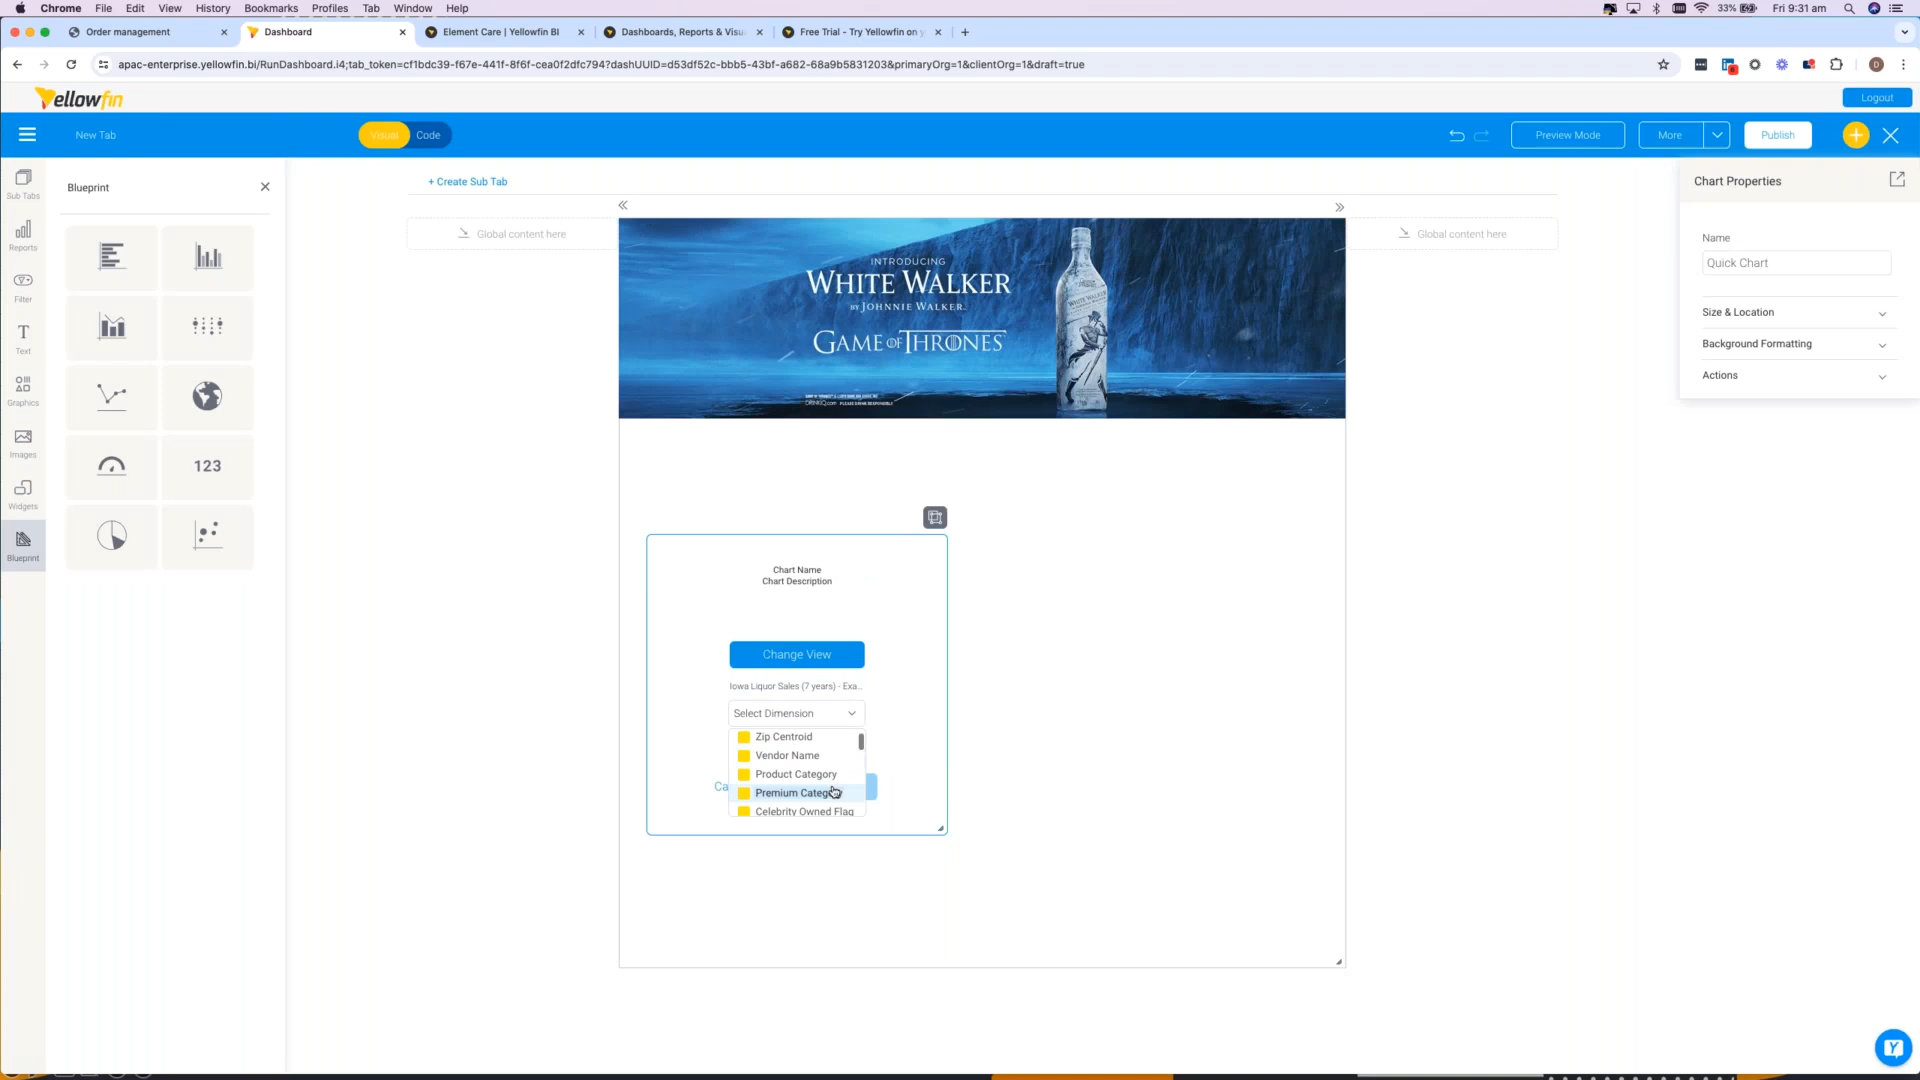 Chrome File Edit View History Bookmarks Profiles Tab Window Help
33% Fri 9:31 am
Order management
Dashboard
Element Care | Yellowfin BI
Dashboards, Reports & Visu
Free Trial - Try Yellowfin on y
apac-enterprise.yellowfin.bi/RunDashboard.i4;tab_token=cf1bdc39-f67e-441f-8f6f-cea0f2dfc794?dashUUID=d53df52c-bbb5-43bf-a682-68a9b5831203&primaryOrg=1&clientOrg=1&draft=true
yellowfin
Logout
New Tab
Visual Code
Preview Mode
More
Publish
Sub Tabs
Reports
Filter
Text
Graphics
Images
Widgets
Blueprint
Blueprint
123
+ Create Sub Tab
Global content here
Global content here
INTRODUCING
WHITE WALKER
BY JOHNNIE WALKER.
GAME OF THRONES
Chart Name
Chart Description
Change View
Iowa Liquor Sales (7 years) - Exa...
Select Dimension
Zip Centroid
Vendor Name
Product Category
Premium Category
Celebrity Owned Flag
Ca
Chart Properties
Name
Quick Chart
Size & Location
Background Formatting
Actions